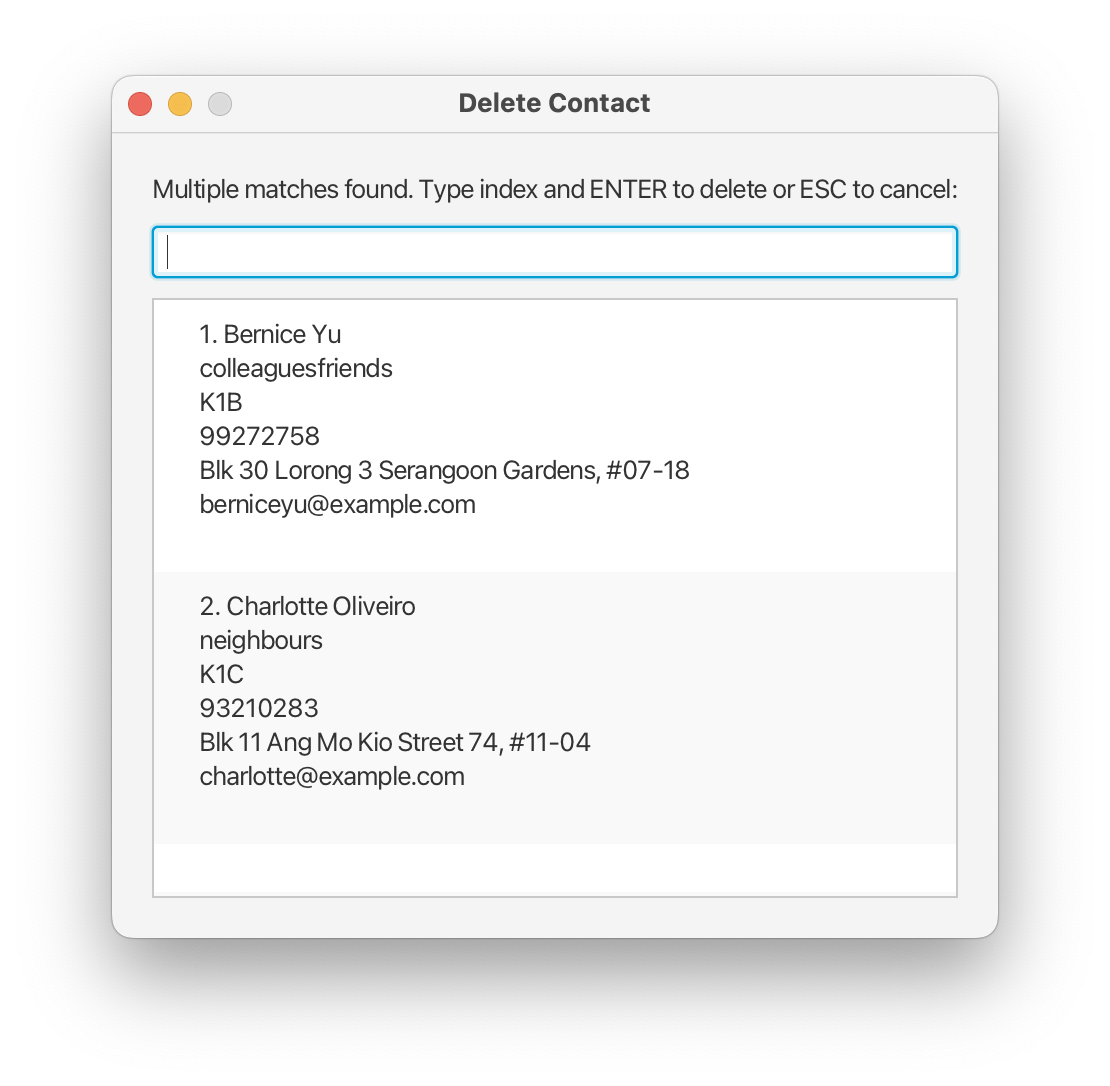 Delete Contact
Multiple matches found. Type index and ENTER to delete or ESC to cancel:
1. Bernice Yu
colleaguesfriends
K1B
99272758
Blk 30 Lorong 3 Serangoon Gardens, #07-18
berniceyu@example.com
2. Charlotte Oliveiro
neighbours
K1C
93210283
Blk 11 Ang Mo Kio Street 74, #11-04
charlotte@example.com